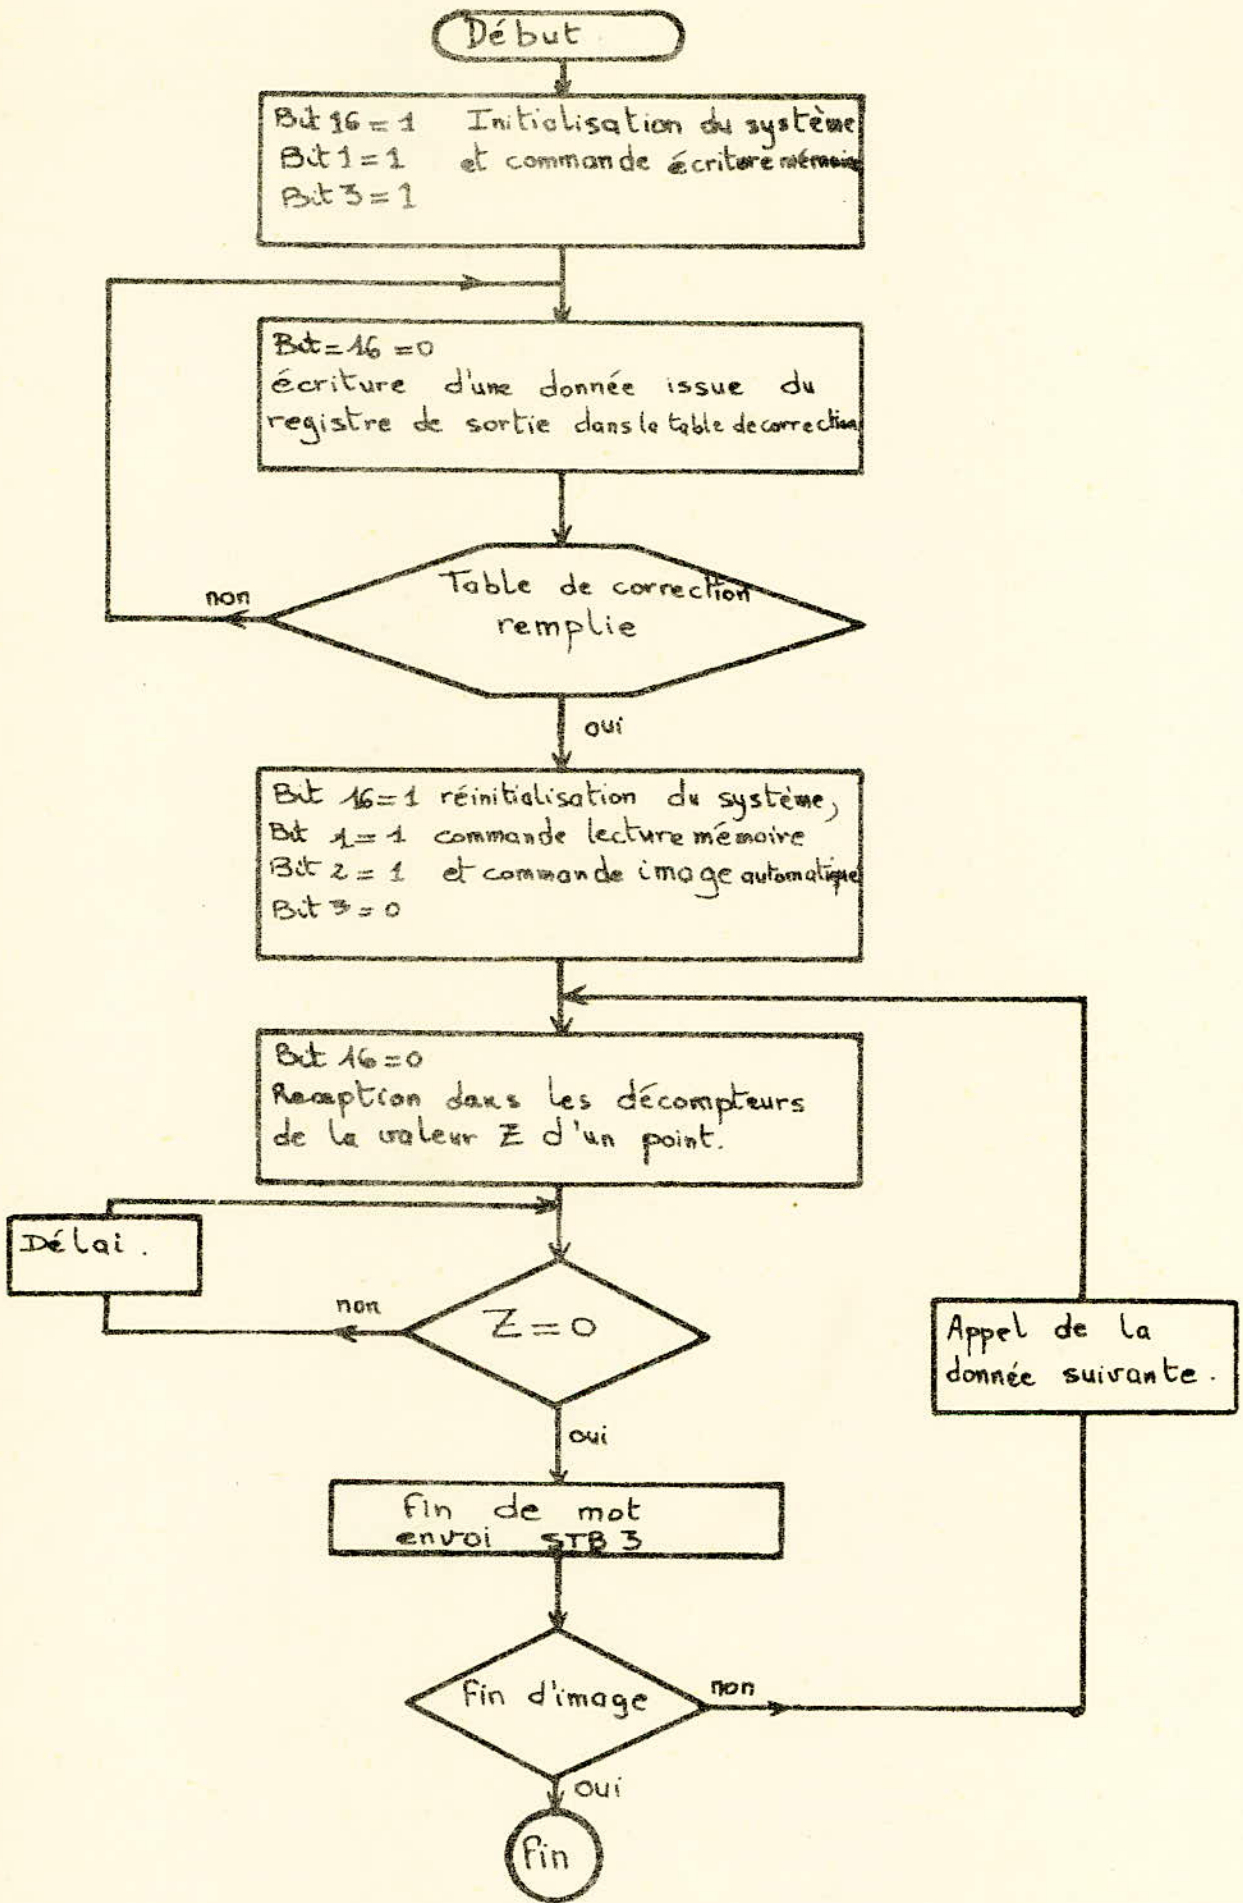 Début
Bit 16 = 1 Initialisation du système
Bit 1 = 1 et commande écriture mémoire
Bit 3 = 1
Bit = 16 = 0
écriture d'une donnée issue du
registre de sortie dans la table de correction
Table de correction
remplie
non
oui
Bit 16 = 1 réinitialisation du système,
Bit 1 = 1 commande lecture mémoire
Bit 2 = 1 et commande image automatique
Bit 3 = 0
Bit 16 = 0
Reception dans les décompteurs
de la valeur Z d'un point.
Délai.
non
Z = 0
Appel de la
donnée suivante.
oui
fin de mot
envoi STB 3
fin d'image
non
oui
fin